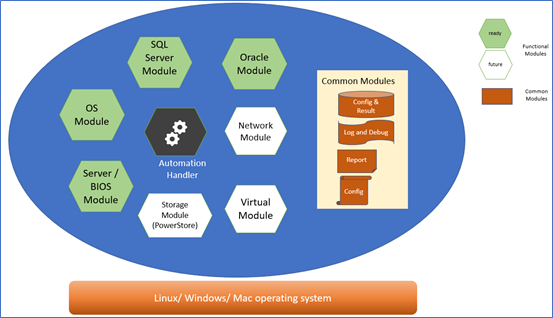 SQL
Server
Module
Oracle
Module
OS
Module
Automation
Handler
Network
Module
Server /
BIOS
Module
Storage
Module
(PowerStore)
Virtual
Module
Common Modules
Config &
Result
Log and Debug
Report
Config
ready
future
Functional
Modules
Common
Modules
Linux/ Windows/ Mac operating system